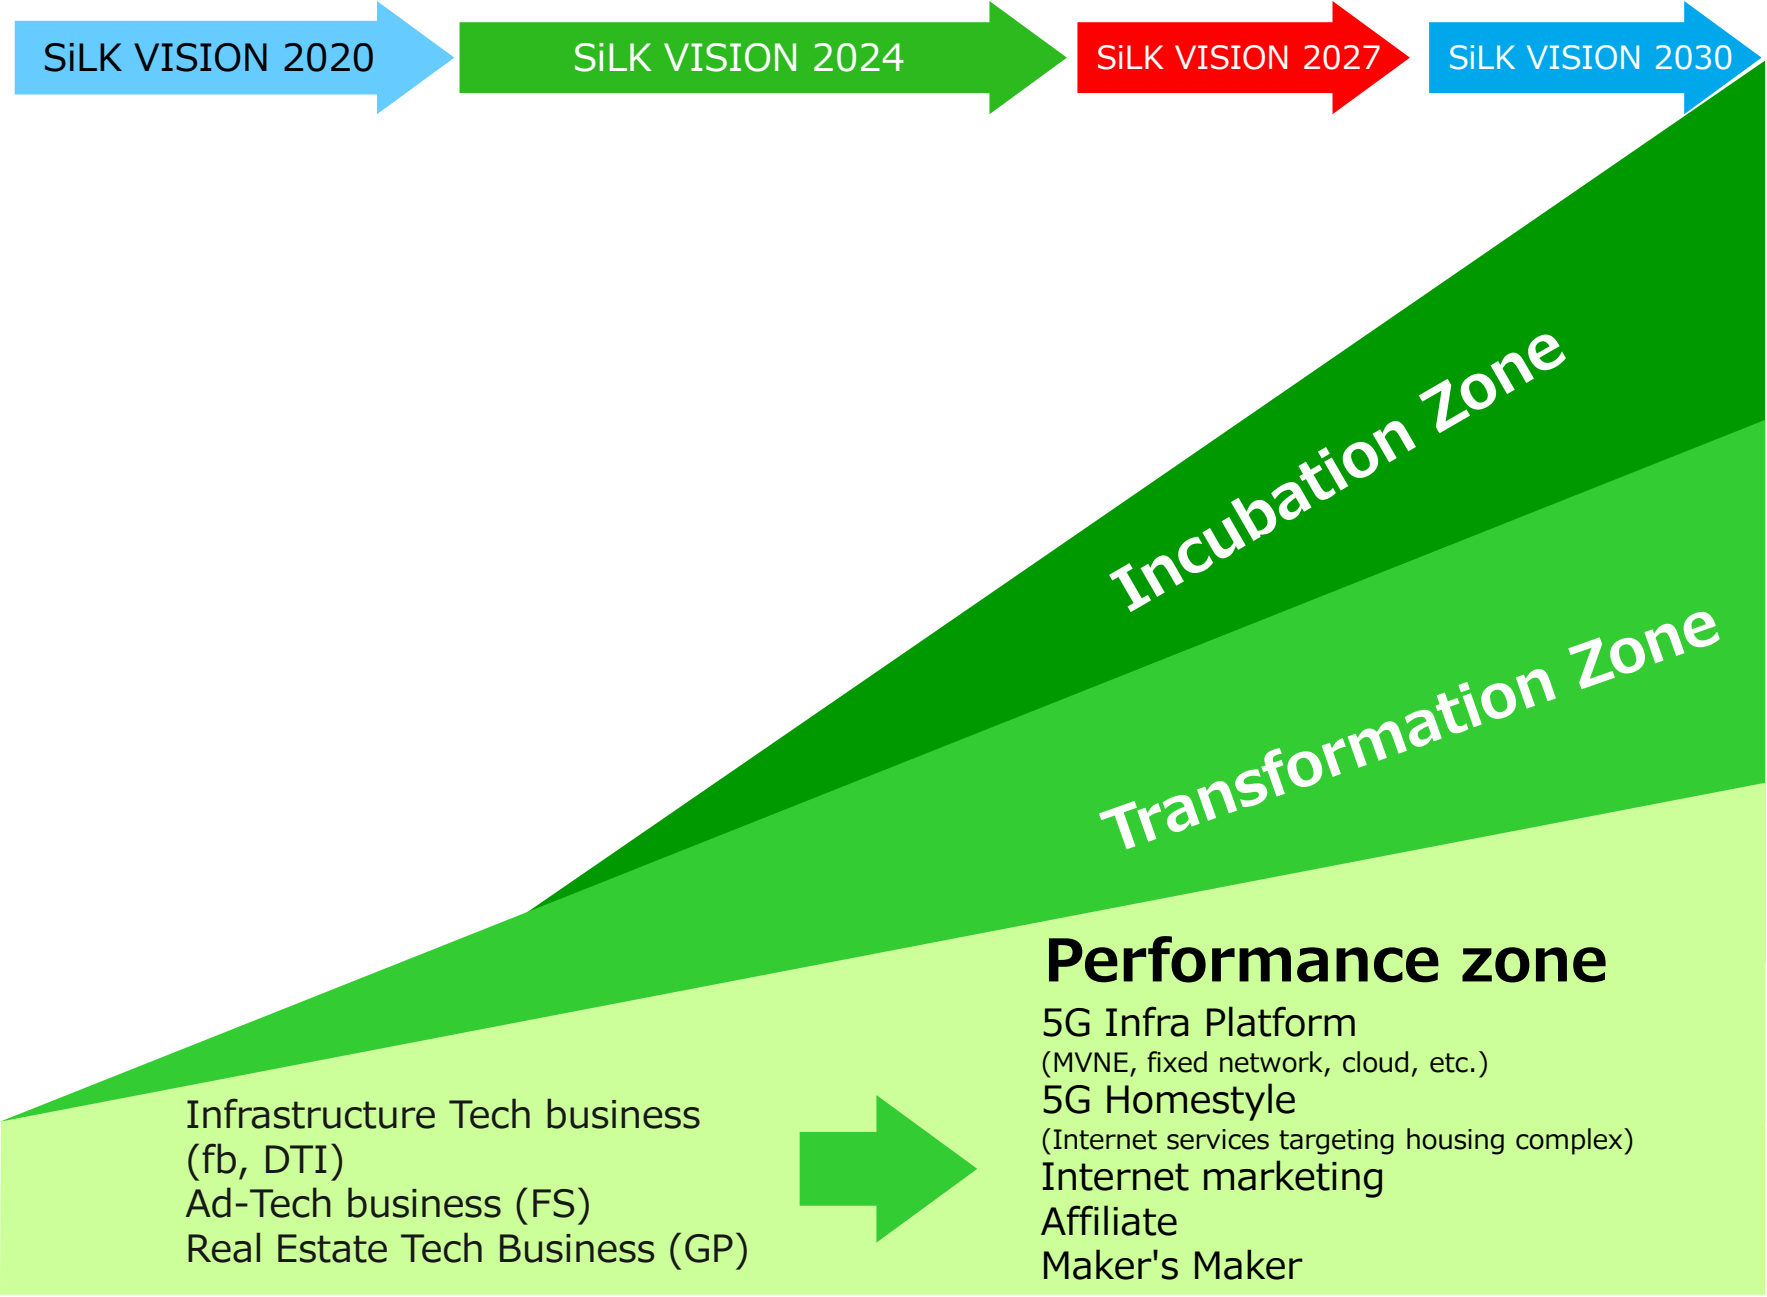 SiLK VISION 2020
SiLK VISION 2024
SiLK VISION 2027
SiLK VISION 2030
Incubation Zone
Transformation Zone
Performance zone
5G Infra Platform
(MVNE, fixed network, cloud, etc.)
5G Homestyle
(Internet services targeting housing complex)
Internet marketing
Affiliate
Maker's Maker
Infrastructure Tech business
(fb, DTI)
Ad-Tech business (FS)
Real Estate Tech Business (GP)